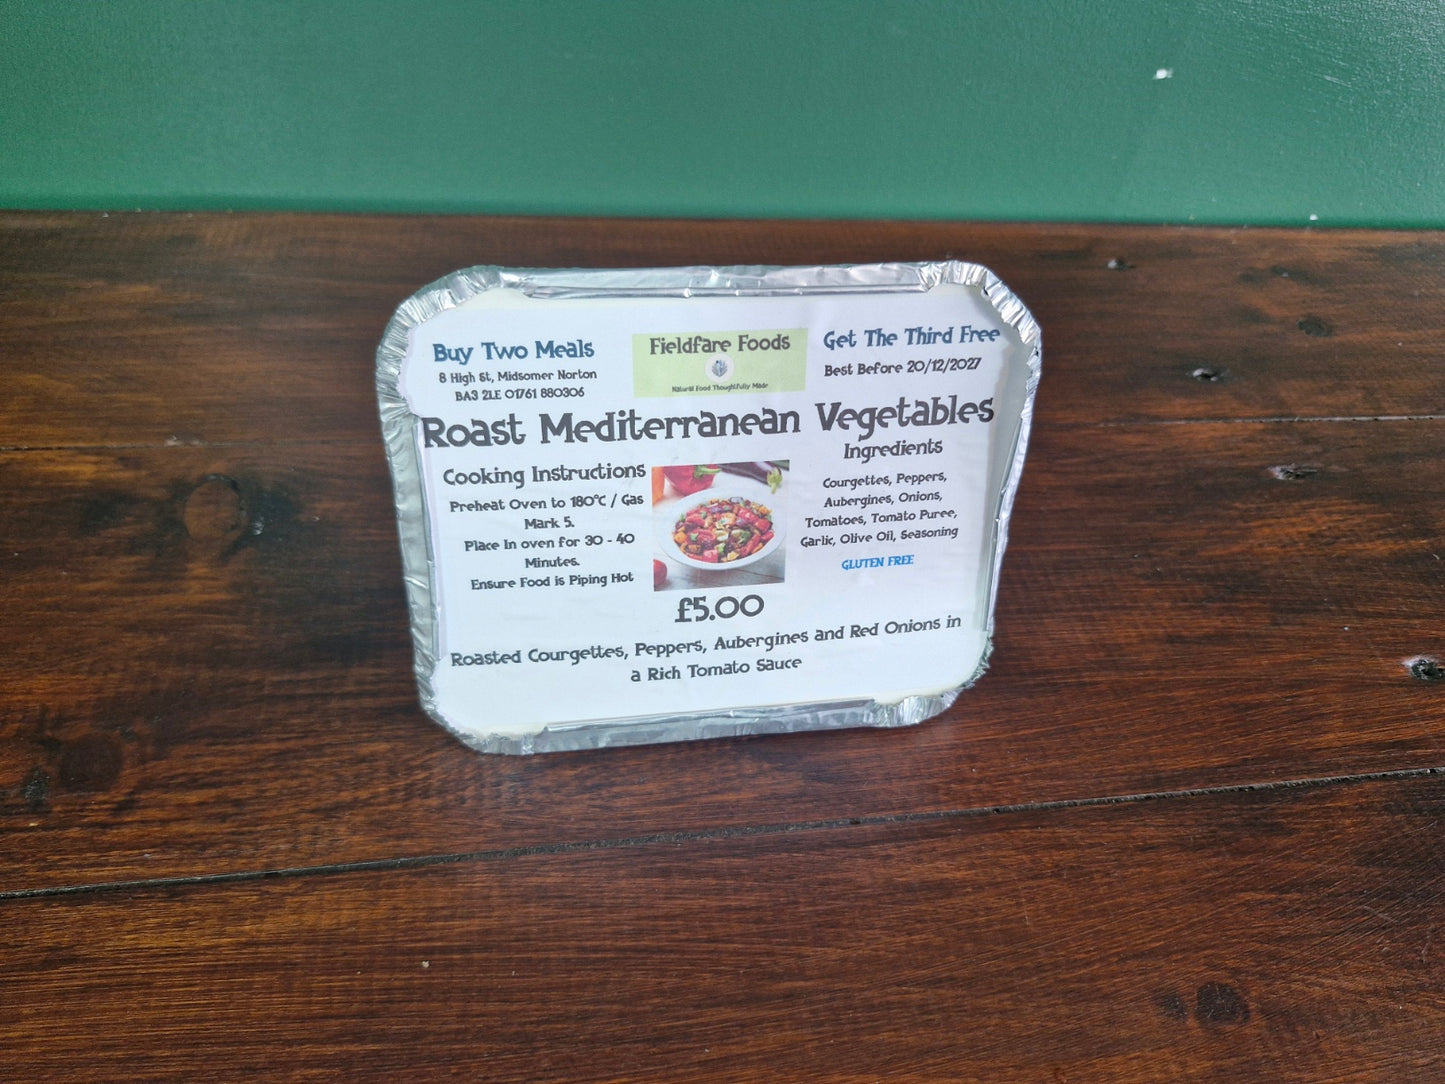 Buy Two Meals
8 High St, Midsomer Norton
BA3 2LE 01761 880306
Fieldfare Foods
Natural Food Thoughtfully Made
Get The Third Free
Best Before 20/12/2027
Roast Mediterranean Vegetables
Cooking Instructions
Preheat Oven to 180°C / Gas
Mark 5.
Place In oven for 30 - 40
Minutes.
Ensure Food is Piping Hot
Ingredients
Courgettes, Peppers,
Aubergines, Onions,
Tomatoes, Tomato Puree,
Garlic, Olive Oil, Seasoning
GLUTEN FREE
£5.00
Roasted Courgettes, Peppers, Aubergines and Red Onions in
a Rich Tomato Sauce